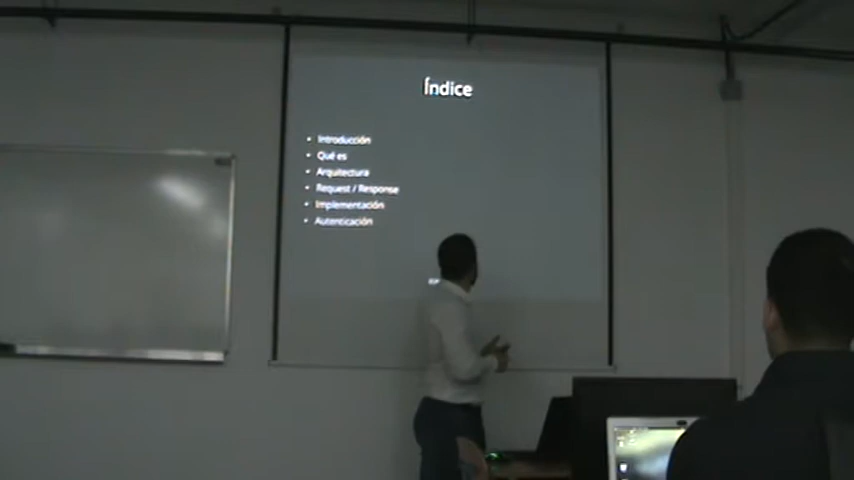 Índice
• Introducción
• Qué es
• Arquitectura
• Request / Response
• Implementación
• Autenticación